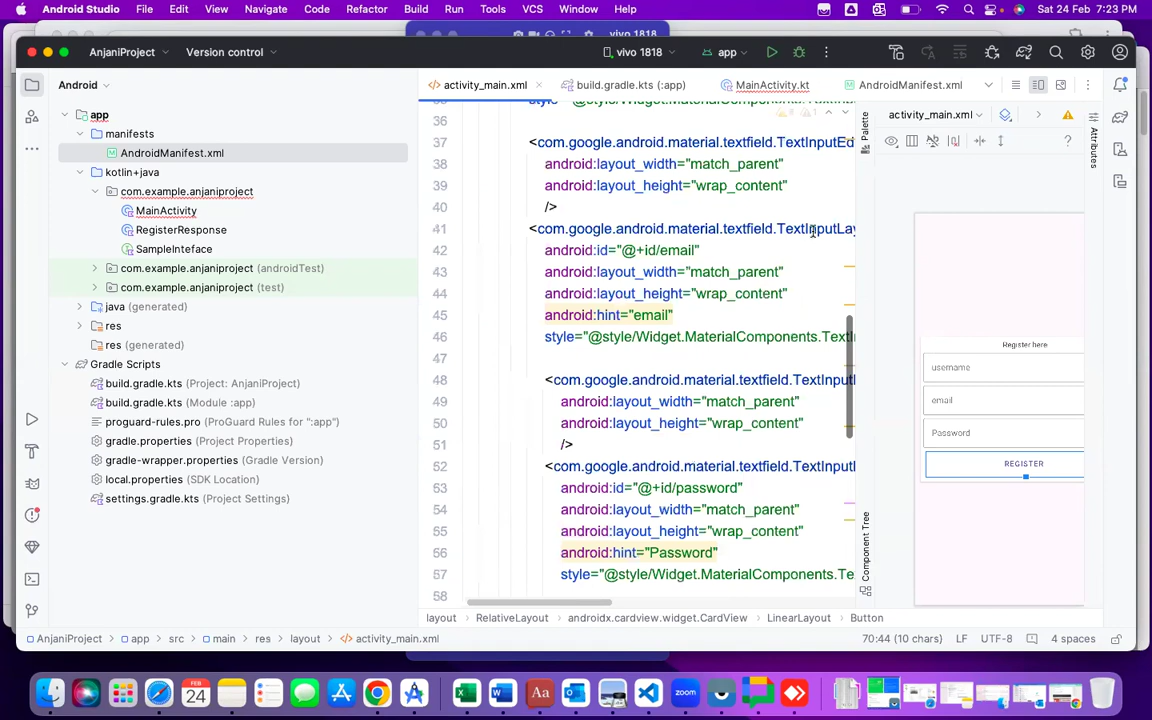 Android Studio File Edit View Navigate Code Refactor Build Run Tools VCS Window Help Sat 24 Feb 7:23 PM
AnjaniProject Version control vivo 1818 app
Android
activity_main.xml build.gradle.kts (:app) MainActivity.kt AndroidManifest.xml
app
manifests
AndroidManifest.xml
kotlin+java
com.example.anjaniproject
MainActivity
RegisterResponse
SampleInteface
com.example.anjaniproject (androidTest)
com.example.anjaniproject (test)
java (generated)
res
res (generated)
Gradle Scripts
build.gradle.kts (Project: AnjaniProject)
build.gradle.kts (Module :app)
proguard-rules.pro (ProGuard Rules for ":app")
gradle.properties (Project Properties)
gradle-wrapper.properties (Gradle Version)
local.properties (SDK Location)
settings.gradle.kts (Project Settings)
36
37 <com.google.android.material.textfield.TextInputEd
38 android:layout_width="match_parent"
39 android:layout_height="wrap_content"
40 />
41 <com.google.android.material.textfield.TextInputLay
42 android:id="@+id/email"
43 android:layout_width="match_parent"
44 android:layout_height="wrap_content"
45 android:hint="email"
46 style="@style/Widget.MaterialComponents.TextI
47
48 <com.google.android.material.textfield.TextInputI
49 android:layout_width="match_parent"
50 android:layout_height="wrap_content"
51 />
52 <com.google.android.material.textfield.TextInputI
53 android:id="@+id/password"
54 android:layout_width="match_parent"
55 android:layout_height="wrap_content"
56 android:hint="Password"
57 style="@style/Widget.MaterialComponents.Te
58
Palette
activity_main.xml
Attributes
Component Tree
Register here
username
email
Password
REGISTER
layout RelativeLayout androidx.cardview.widget.CardView LinearLayout Button
AnjaniProject app src main res layout activity_main.xml 70:44 (10 chars) LF UTF-8 4 spaces
FEB
24
Aa
zoom